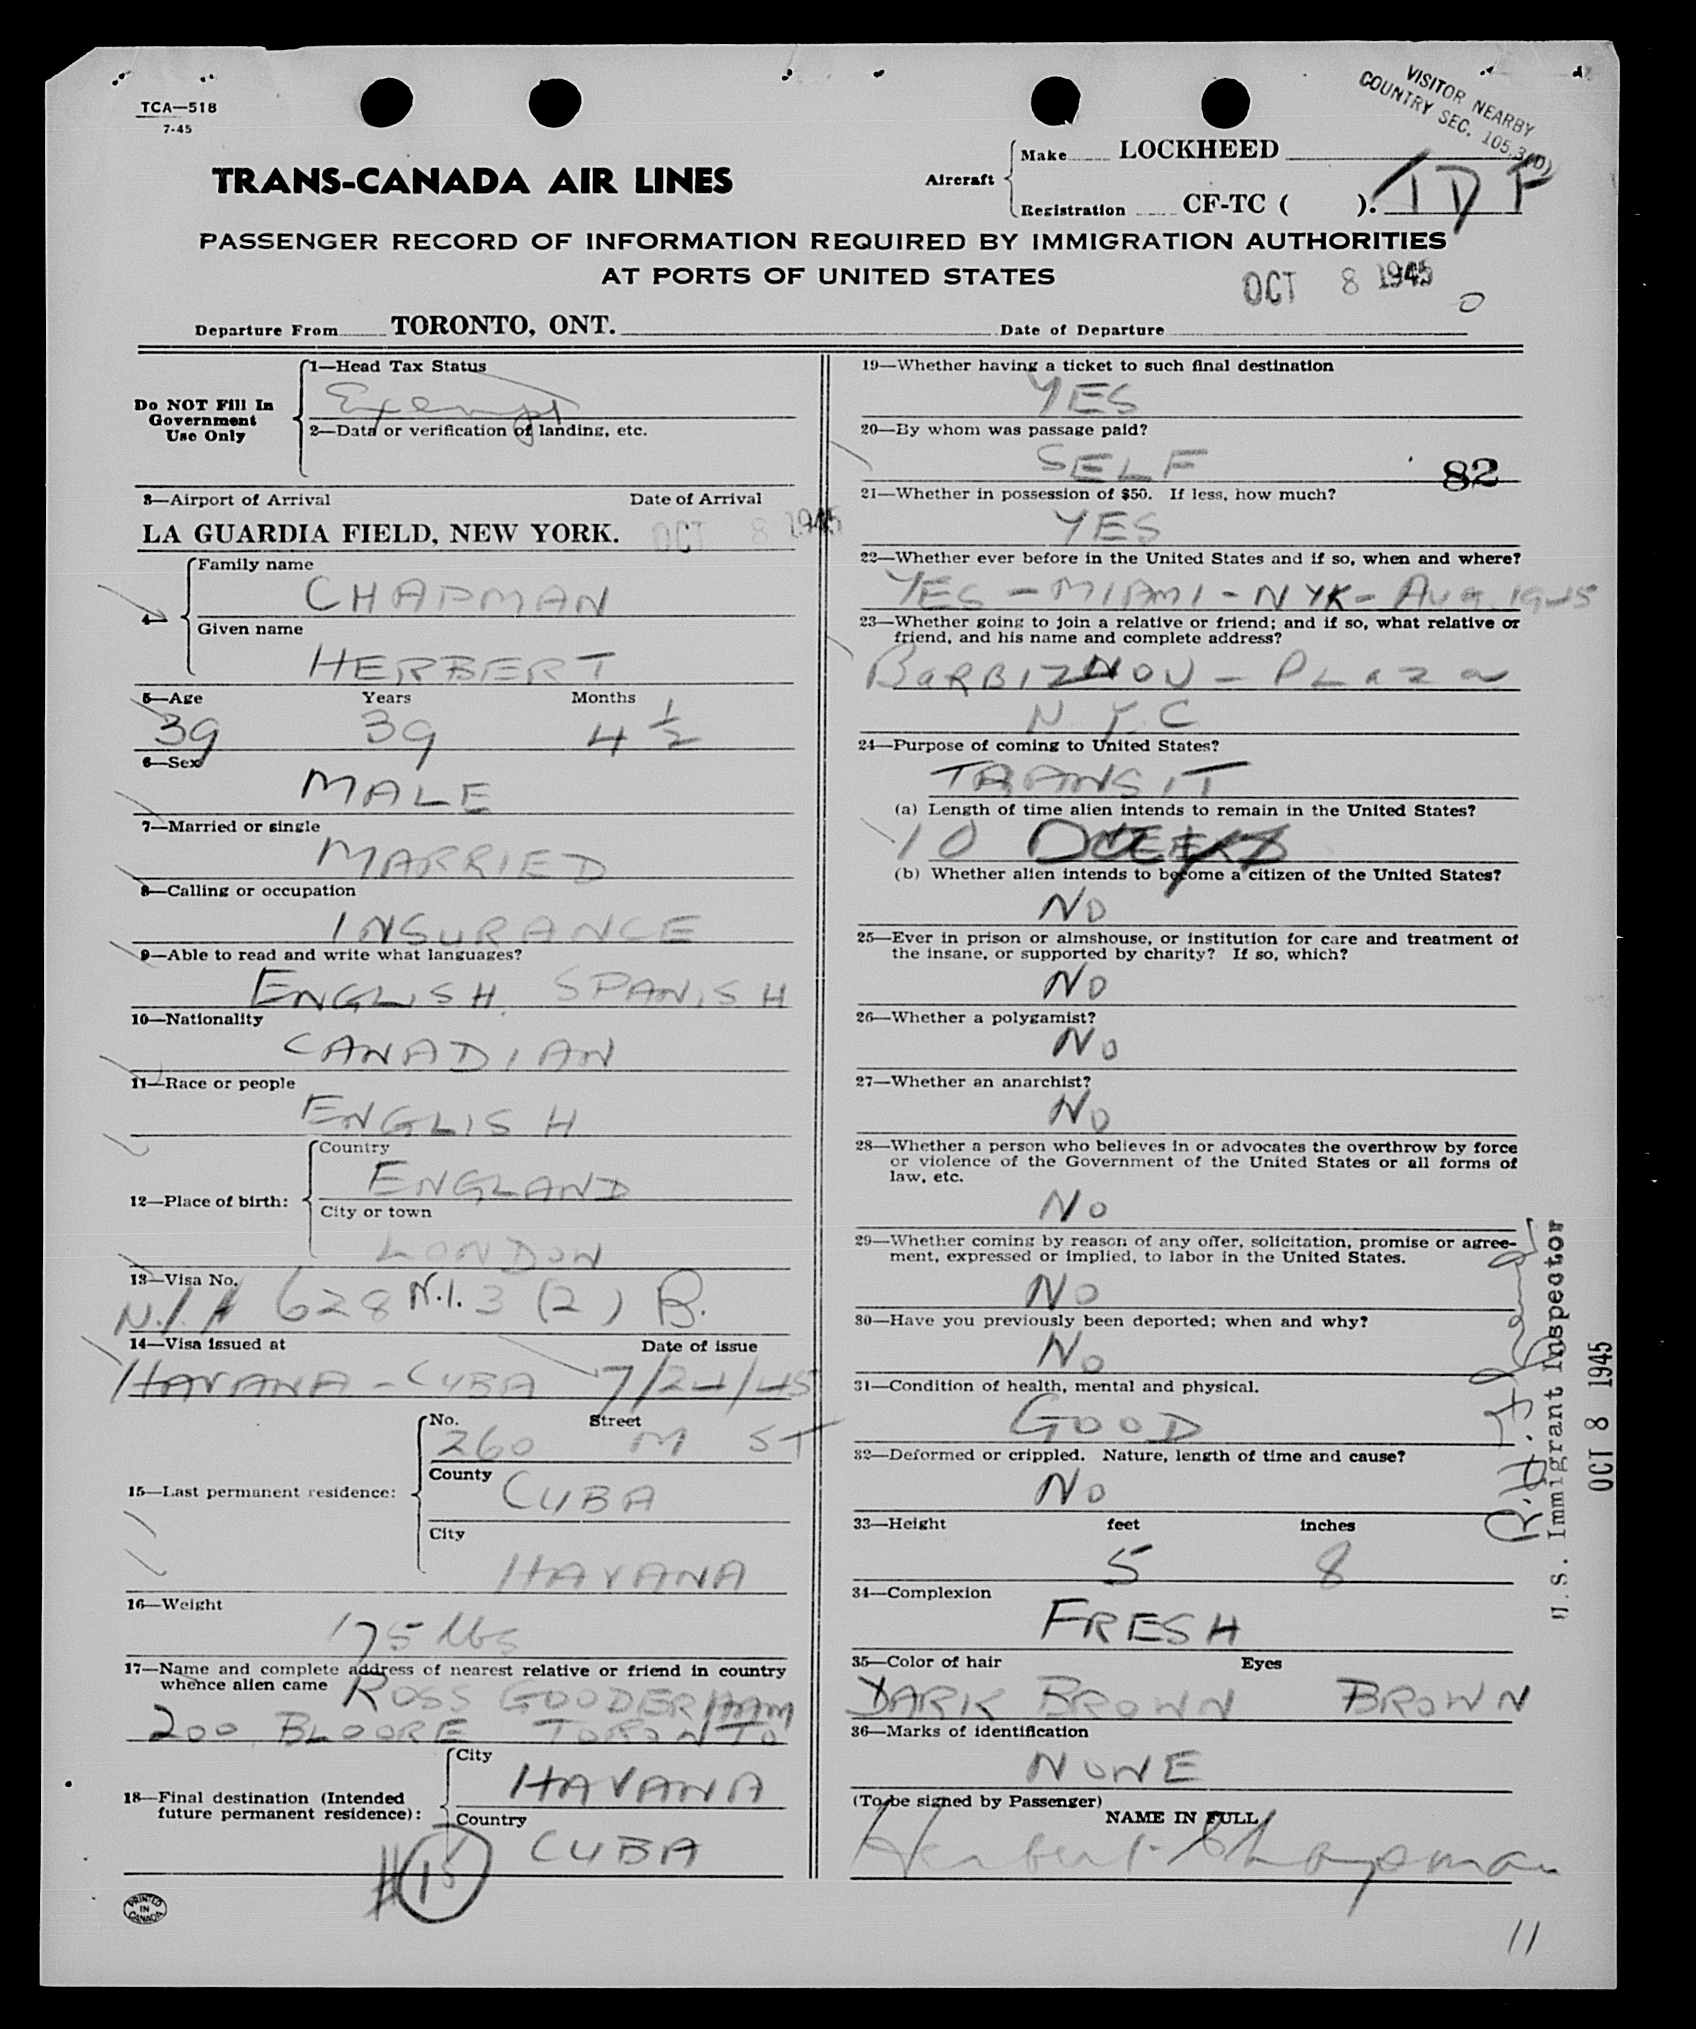 TCA—518
7-45
VISITOR NEARBY
COUNTRY SEC. 105.3(D)
TRANS-CANADA AIR LINES
Aircraft
Make LOCKHEED
Registration CF-TC ( ). TDF
PASSENGER RECORD OF INFORMATION REQUIRED BY IMMIGRATION AUTHORITIES
AT PORTS OF UNITED STATES
OCT 8 1945
Departure From TORONTO, ONT. Date of Departure
Do NOT Fill In
Government
Use Only
1—Head Tax Status
Exempt
2—Data or verification of landing, etc.
3—Airport of Arrival Date of Arrival
LA GUARDIA FIELD, NEW YORK. OCT 8 1945
4—
Family name
CHAPMAN
Given name
HERBERT
5—Age Years Months
39 39 4 ½
6—Sex
MALE
7—Married or single
MARRIED
8—Calling or occupation
INSURANCE
9—Able to read and write what languages?
ENGLISH SPANISH
10—Nationality
CANADIAN
11—Race or people
ENGLISH
12—Place of birth:
Country
ENGLAND
City or town
LONDON
13—Visa No.
628 N.I. 3 (2) B.
14—Visa issued at Date of issue
HAVANA - CUBA 7/24/45
15—Last permanent residence:
No. Street
260 M ST
County
CUBA
City
HAVANA
16—Weight
175 lbs
17—Name and complete address of nearest relative or friend in country
whence alien came ROSS GOODERHAM
200 BLOORE TORONTO
18—Final destination (Intended
future permanent residence):
City
HAVANA
Country
CUBA
#15
PRINTED
IN
CANADA
19—Whether having a ticket to such final destination
YES
20—By whom was passage paid?
SELF
82
21—Whether in possession of $50. If less, how much?
YES
22—Whether ever before in the United States and if so, when and where?
YES - MIAMI - NYK - AUG. 1945
23—Whether going to join a relative or friend; and if so, what relative or
friend, and his name and complete address?
BARBIZON - PLAZA
N.Y.C
24—Purpose of coming to United States?
TRANSIT
(a) Length of time alien intends to remain in the United States?
10
(b) Whether alien intends to become a citizen of the United States?
NO
25—Ever in prison or almshouse, or institution for care and treatment of
the insane, or supported by charity? If so, which?
NO
26—Whether a polygamist?
NO
27—Whether an anarchist?
NO
28—Whether a person who believes in or advocates the overthrow by force
or violence of the Government of the United States or all forms of
law, etc.
NO
29—Whether coming by reason of any offer, solicitation, promise or agree-
ment, expressed or implied, to labor in the United States.
NO
30—Have you previously been deported; when and why?
NO
31—Condition of health, mental and physical.
GOOD
32—Deformed or crippled. Nature, length of time and cause?
NO
33—Height feet inches
5 8
34—Complexion
FRESH
35—Color of hair Eyes
DARK BROWN BROWN
36—Marks of identification
NONE
(To be signed by Passenger)
NAME IN FULL
Herbert Chapman
U. S. Immigrant Inspector
OCT 8 1945
11